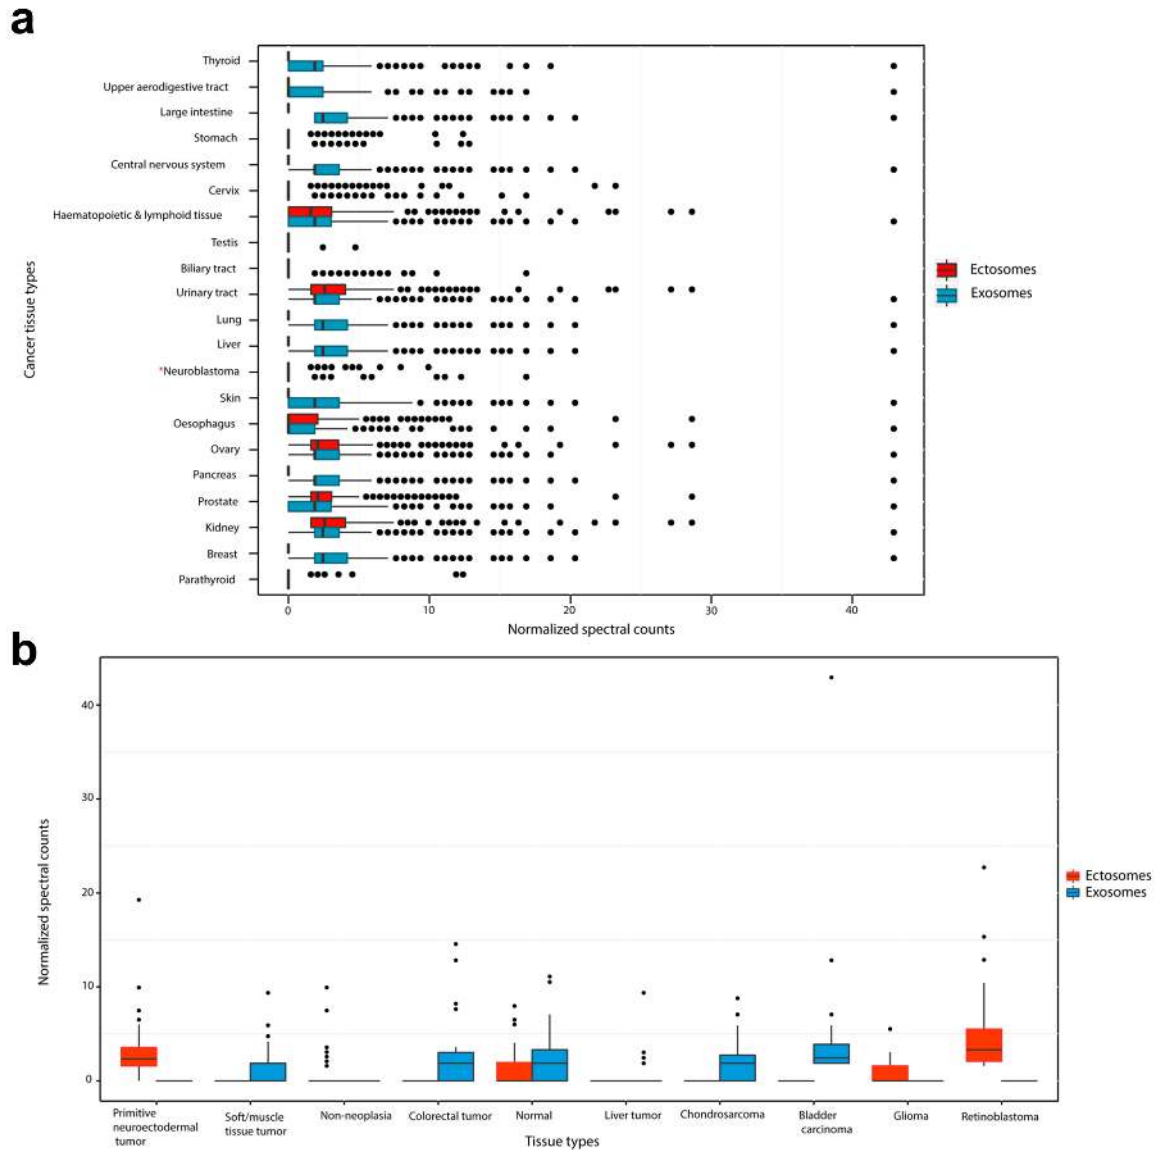 a
Thyroid
Upper aerodigestive tract
Large intestine
Stomach
Central nervous system
Cervix
Haematopoietic & lymphoid tissue
Testis
Biliary tract
Urinary tract
Lung
Liver
*Neuroblastoma
Skin
Oesophagus
Ovary
Pancreas
Prostate
Kidney
Breast
Parathyroid
Cancer tissue types
0 10 20 30 40
Normalized spectral counts
Ectosomes
Exosomes
b
40
30
20
10
0
Normalized spectral counts
Primitive
neuroectodermal
tumor
Soft/muscle
tissue tumor
Non-neoplasia
Colorectal tumor
Normal
Liver tumor
Chondrosarcoma
Bladder
carcinoma
Glioma
Retinoblastoma
Tissue types
Ectosomes
Exosomes